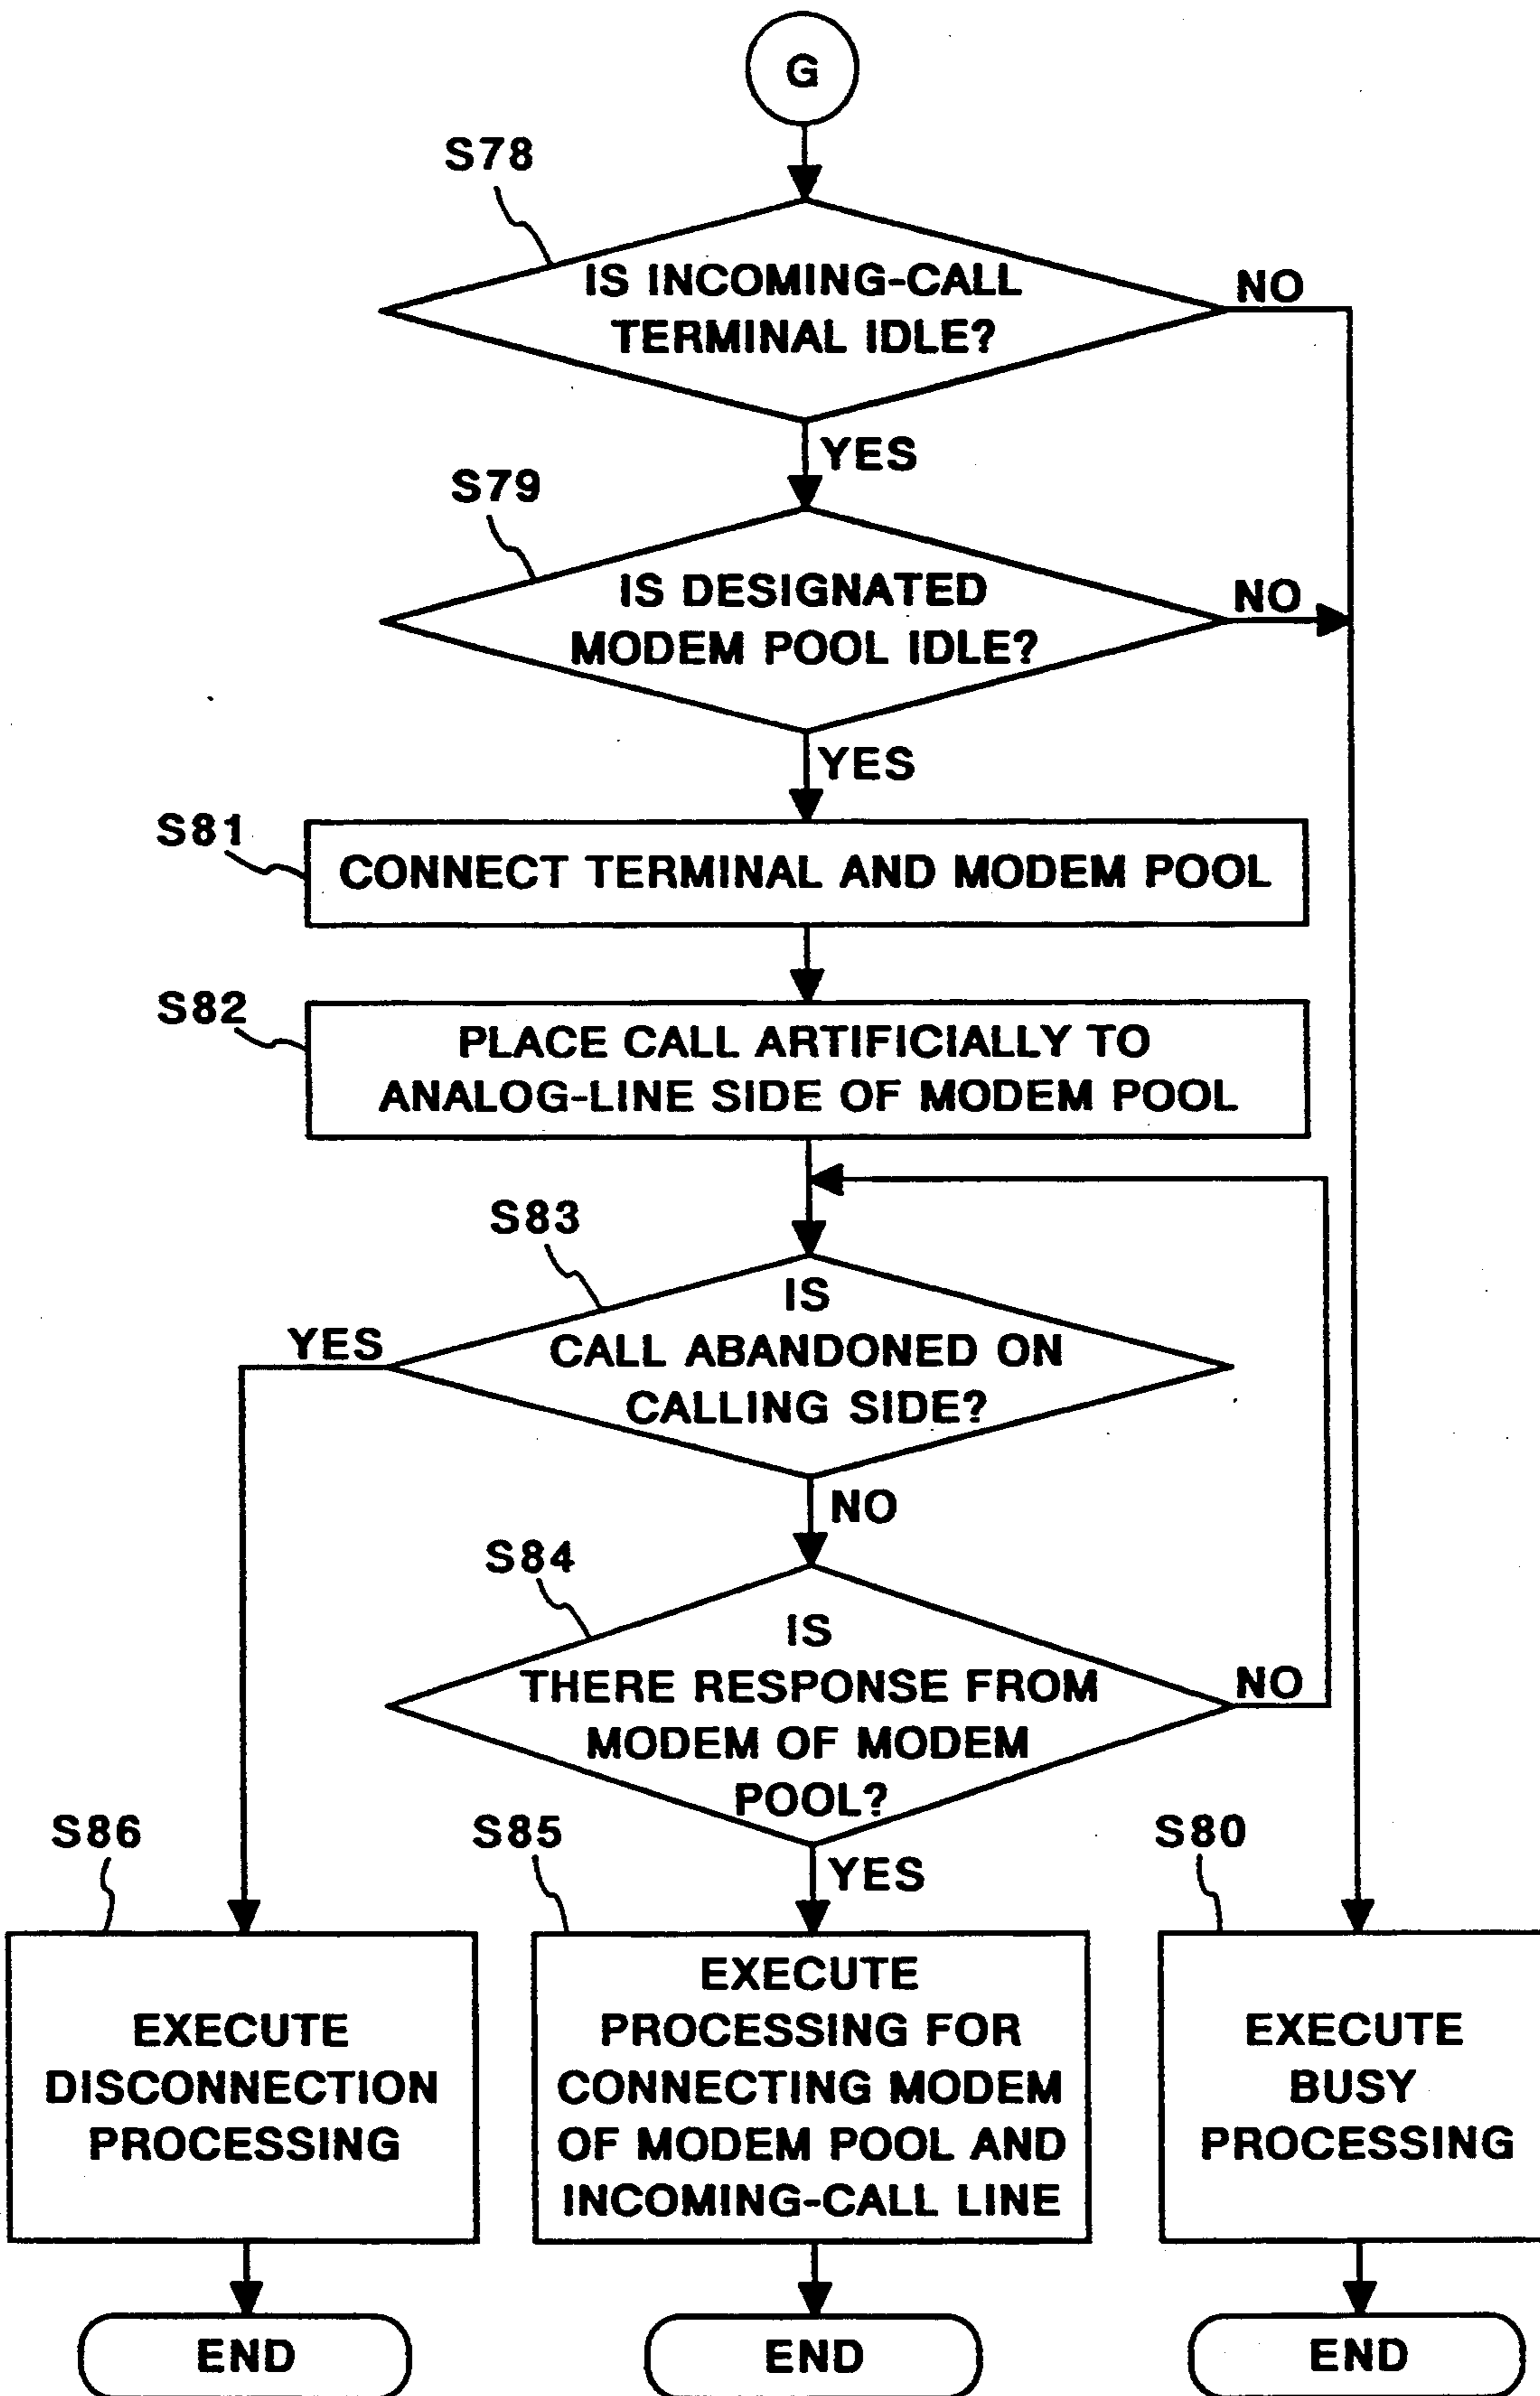 G
S78
IS INCOMING-CALL
TERMINAL IDLE?
NO
YES
S79
IS DESIGNATED
MODEM POOL IDLE?
NO
YES
S81
CONNECT TERMINAL AND MODEM POOL
S82
PLACE CALL ARTIFICIALLY TO
ANALOG-LINE SIDE OF MODEM POOL
S83
IS
CALL ABANDONED ON
CALLING SIDE?
YES
NO
S84
IS
THERE RESPONSE FROM
MODEM OF MODEM
POOL?
NO
YES
S86
EXECUTE
DISCONNECTION
PROCESSING
S85
EXECUTE
PROCESSING FOR
CONNECTING MODEM
OF MODEM POOL AND
INCOMING-CALL LINE
S80
EXECUTE
BUSY
PROCESSING
END
END
END